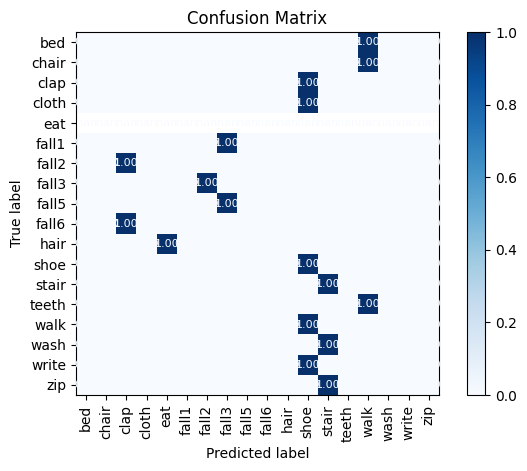 Confusion Matrix
bed 1.00
chair 1.00
clap 1.00
cloth 1.00
eat
fall1 1.00
fall2 1.00
fall3 1.00
fall5 1.00
fall6 1.00
hair 1.00
shoe 1.00
stair 1.00
teeth 1.00
walk 1.00
wash 1.00
write 1.00
zip 1.00
True label
bed chair clap cloth eat fall1 fall2 fall3 fall5 fall6 hair shoe stair teeth walk wash write zip
Predicted label
1.0
0.8
0.6
0.4
0.2
0.0